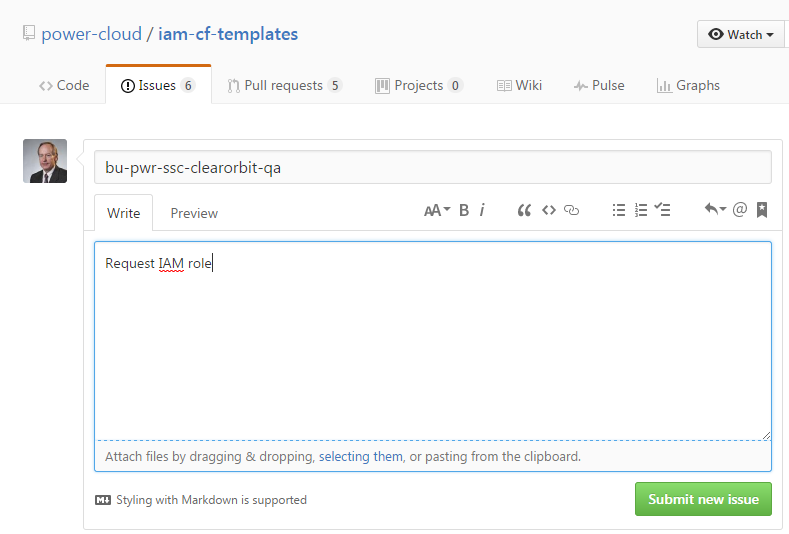 power-cloud / iam-cf-templates
Watch
Code
Issues 6
Pull requests 5
Projects 0
Wiki
Pulse
Graphs
bu-pwr-ssc-clearorbit-qa
Write
Preview
AA B i
Request IAM role
Attach files by dragging & dropping, selecting them, or pasting from the clipboard.
Styling with Markdown is supported
Submit new issue